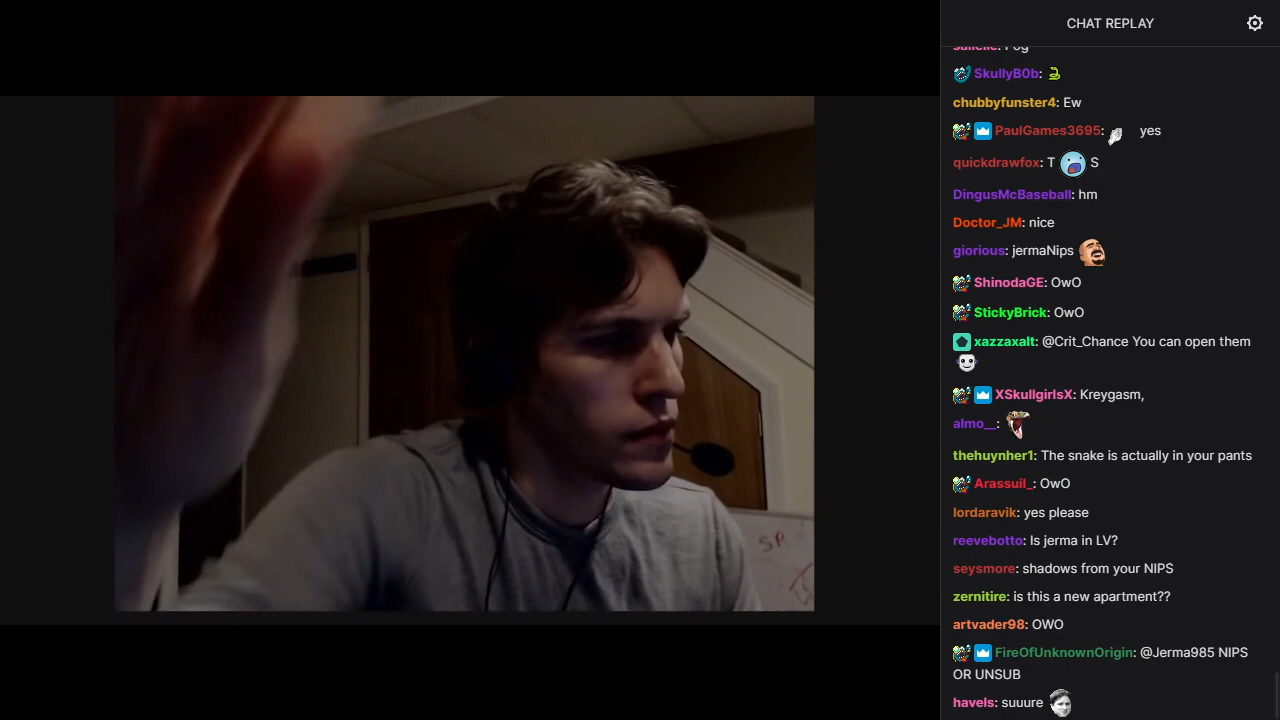 CHAT REPLAY
SkullyB0b:
chubbyfunster4: Ew
PaulGames3695: yes
quickdrawfox: T S
DingusMcBaseball: hm
Doctor_JM: nice
giorious: jermaNips
ShinodaGE: OwO
StickyBrick: OwO
xazzaxalt: @Crit_Chance You can open them
XSkullgirlsX: Kreygasm,
almo__:
thehuynher1: The snake is actually in your pants
Arassuil_: OwO
lordaravik: yes please
reevebotto: Is jerma in LV?
seysmore: shadows from your NIPS
zernitire: is this a new apartment??
artvader98: OWO
FireOfUnknownOrigin: @Jerma985 NIPS
OR UNSUB
havels: suuure